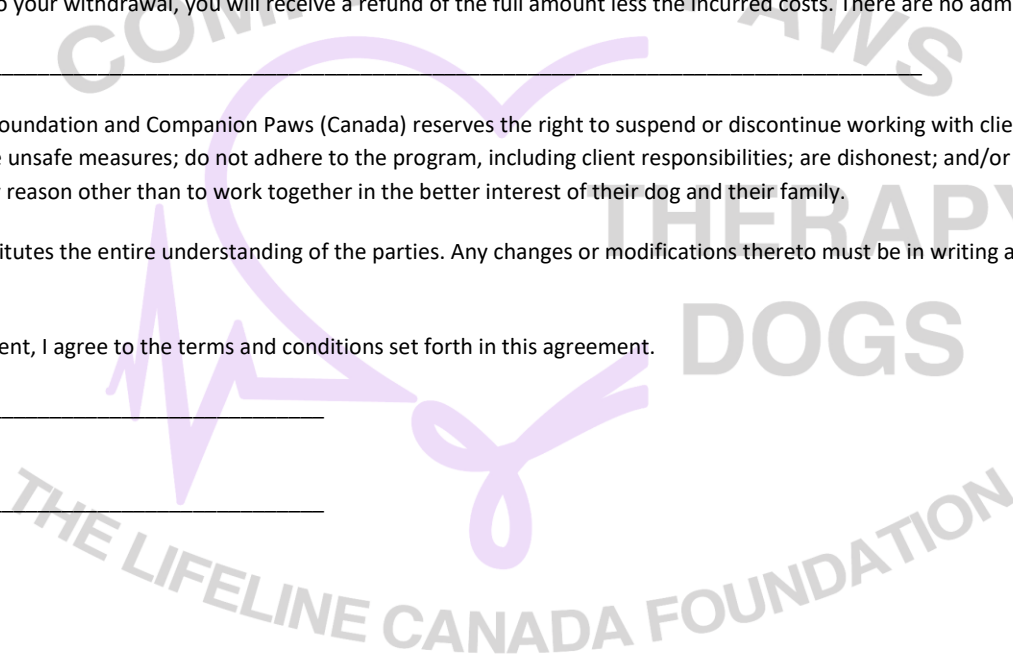 o your withdrawal, you will receive a refund of the full amount less the incurred costs. There are no adm
oundation and Companion Paws (Canada) reserves the right to suspend or discontinue working with clie
e unsafe measures; do not adhere to the program, including client responsibilities; are dishonest; and/or
reason other than to work together in the better interest of their dog and their family.
itutes the entire understanding of the parties. Any changes or modifications thereto must be in writing a
ent, I agree to the terms and conditions set forth in this agreement.
THERAPY
DOGS
THE LIFELINE CANADA FOUNDATION